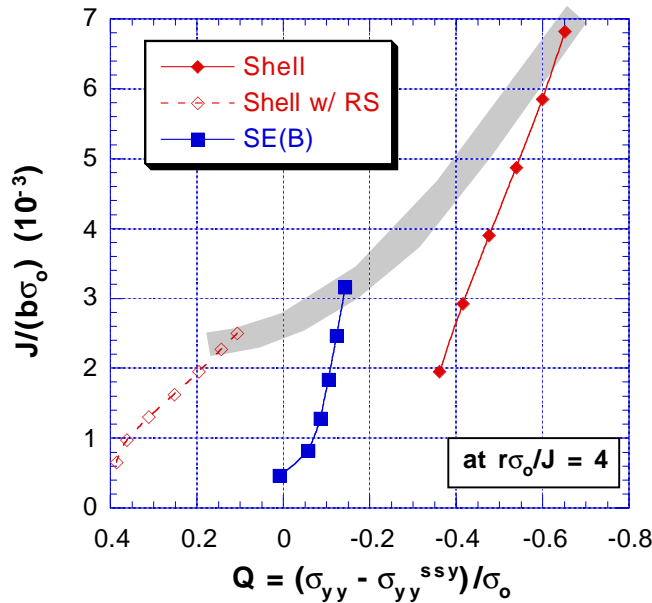 7
6
5
4
3
2
1
0
J/(bσₒ) (10⁻³)
Shell
Shell w/ RS
SE(B)
at rσₒ/J = 4
0.4 0.2 0 -0.2 -0.4 -0.6 -0.8
Q = (σyy - σyyˢˢʸ)/σₒ